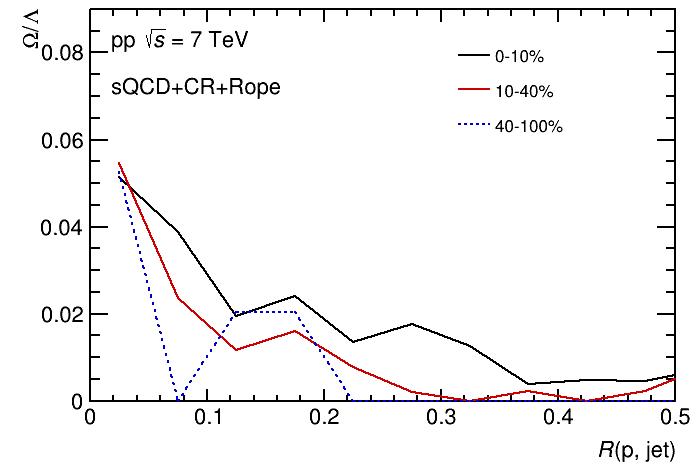 Ω/Λ
pp √s = 7 TeV
sQCD+CR+Rope
0-10%
10-40%
40-100%
0.08
0.06
0.04
0.02
0
0 0.1 0.2 0.3 0.4 0.5
R(p, jet)